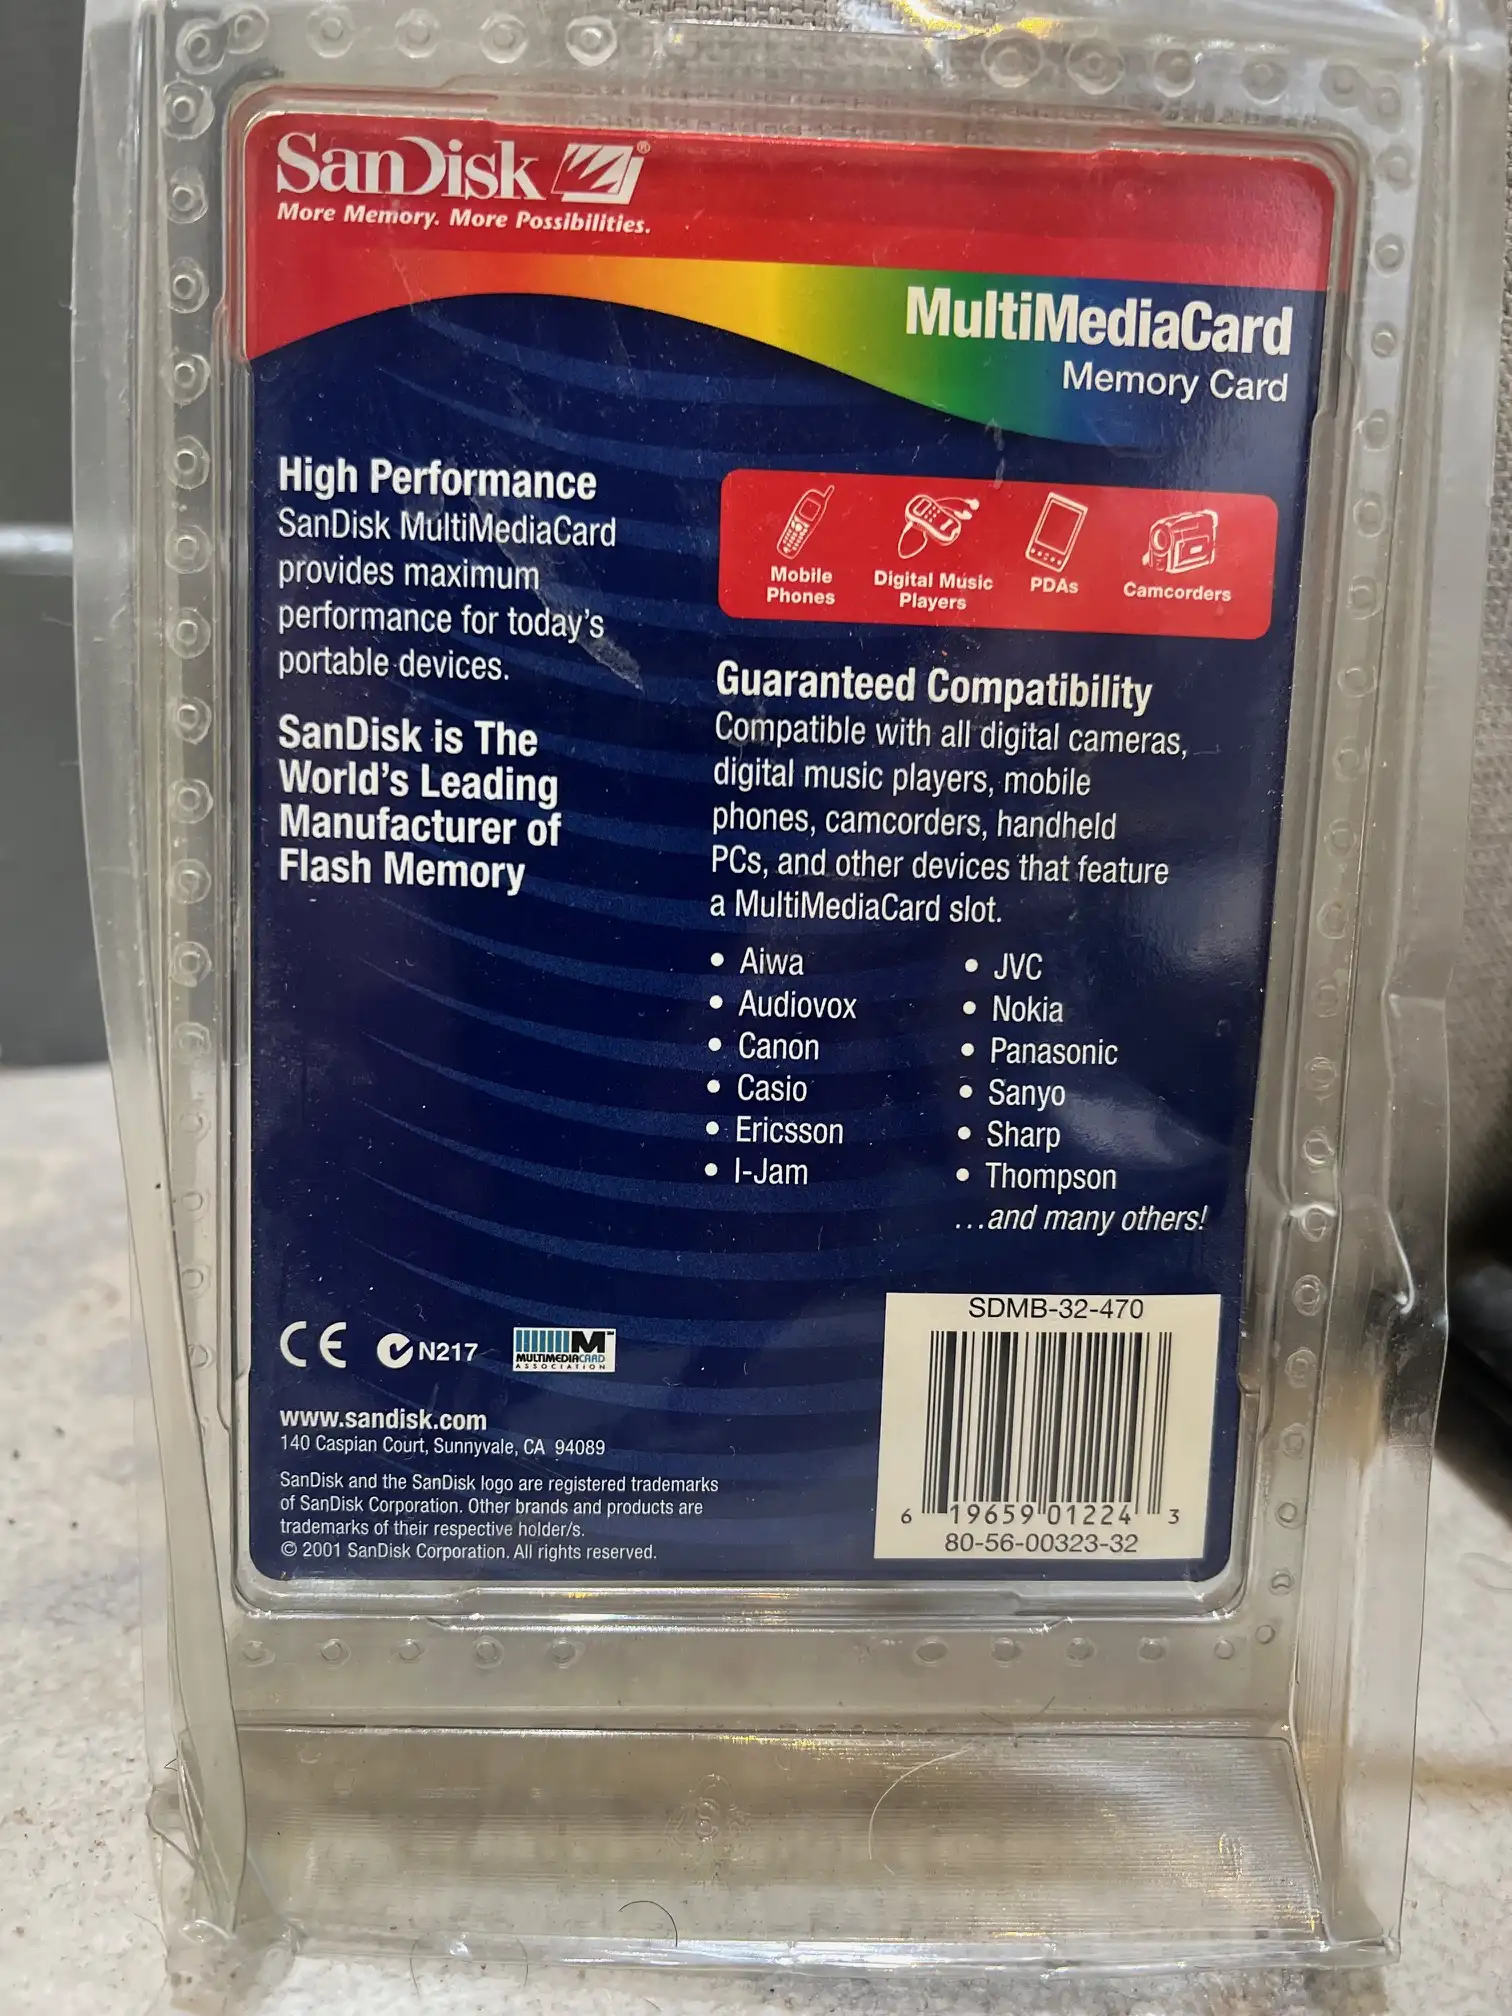 SanDisk ®
More Memory. More Possibilities.
MultiMediaCard
Memory Card
High Performance
SanDisk MultiMediaCard
provides maximum
performance for today's
portable devices.
SanDisk is The
World's Leading
Manufacturer of
Flash Memory
Mobile
Phones
Digital Music
Players
PDAs
Camcorders
Guaranteed Compatibility
Compatible with all digital cameras,
digital music players, mobile
phones, camcorders, handheld
PCs, and other devices that feature
a MultiMediaCard slot.
• Aiwa
• Audiovox
• Canon
• Casio
• Ericsson
• I-Jam
• JVC
• Nokia
• Panasonic
• Sanyo
• Sharp
• Thompson
...and many others!
CE N217
M™
MULTIMEDIACARD
ASSOCIATION
www.sandisk.com
140 Caspian Court, Sunnyvale, CA 94089
SanDisk and the SanDisk logo are registered trademarks
of SanDisk Corporation. Other brands and products are
trademarks of their respective holder/s.
© 2001 SanDisk Corporation. All rights reserved.
SDMB-32-470
6 19659 01224 3
80-56-00323-32